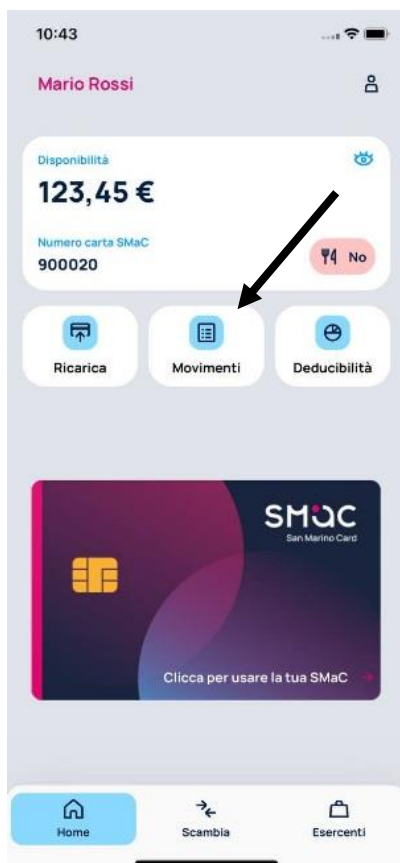 10:43
Mario Rossi
Disponibilità
123,45 €
Numero carta SMaC
900020
No
Ricarica
Movimenti
Deducibilità
SMaC
San Marino Card
Clicca per usare la tua SMaC
Home
Scambia
Esercenti